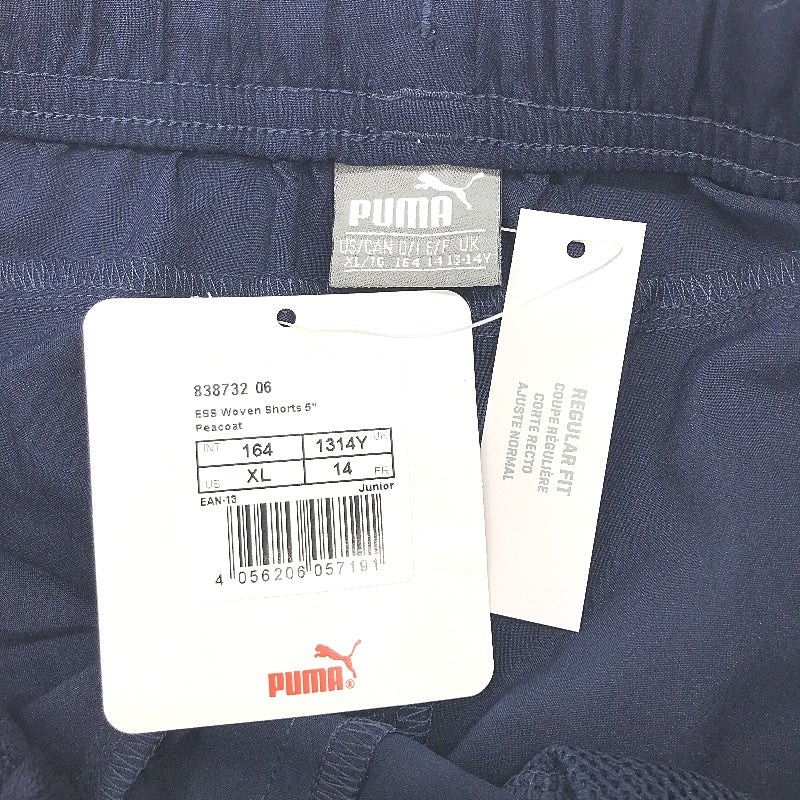 PUMA
US/CAN D/I E/F UK
XL/TG 164 14 13-14Y
838732 06
ESS Woven Shorts 5"
Peacoat
INT 164 1314Y UK
US XL 14 FR
EAN-13 Junior
4 056206 057191
PUMA®
REGULAR FIT
COUPE RÉGULIÈRE
CORTE RECTO
AJUSTE NORMAL